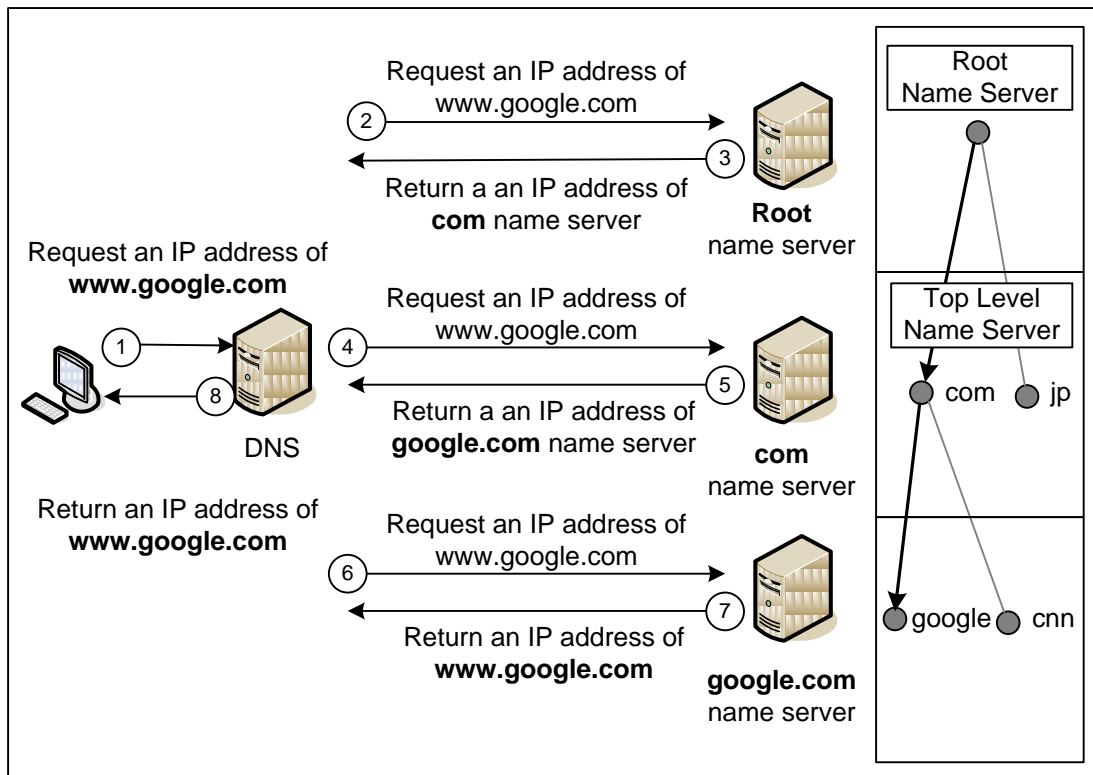 Request an IP address of
www.google.com
2
3
Return a an IP address of
com name server
Root
name server
Request an IP address of
www.google.com
1
8
DNS
Return an IP address of
www.google.com
Request an IP address of
www.google.com
4
5
Return a an IP address of
google.com name server
com
name server
Request an IP address of
www.google.com
6
7
Return an IP address of
www.google.com
google.com
name server
Root
Name Server
Top Level
Name Server
com
jp
google
cnn